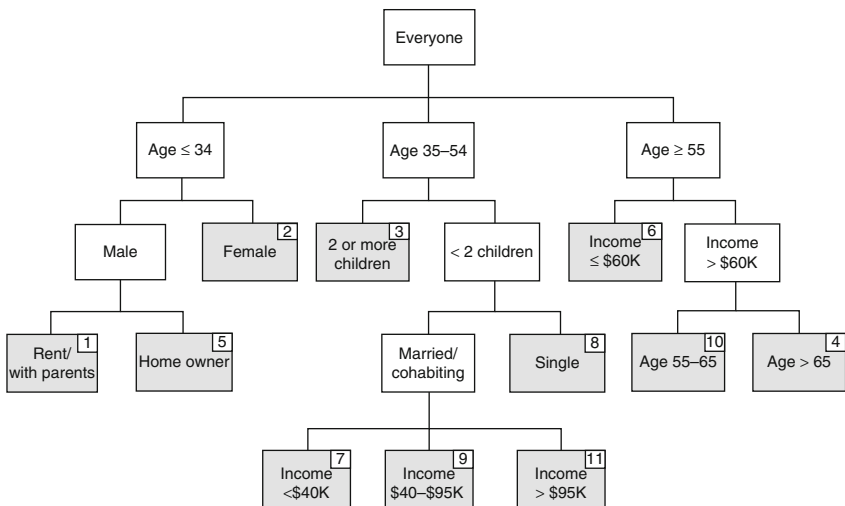 Everyone
Age ≤ 34
Age 35–54
Age ≥ 55
Male
2
Female
3
2 or more
children
< 2 children
6
Income
≤ $60K
Income
> $60K
1
Rent/
with parents
5
Home owner
Married/
cohabiting
8
Single
10
Age 55–65
4
Age > 65
7
Income
<$40K
9
Income
$40–$95K
11
Income
> $95K